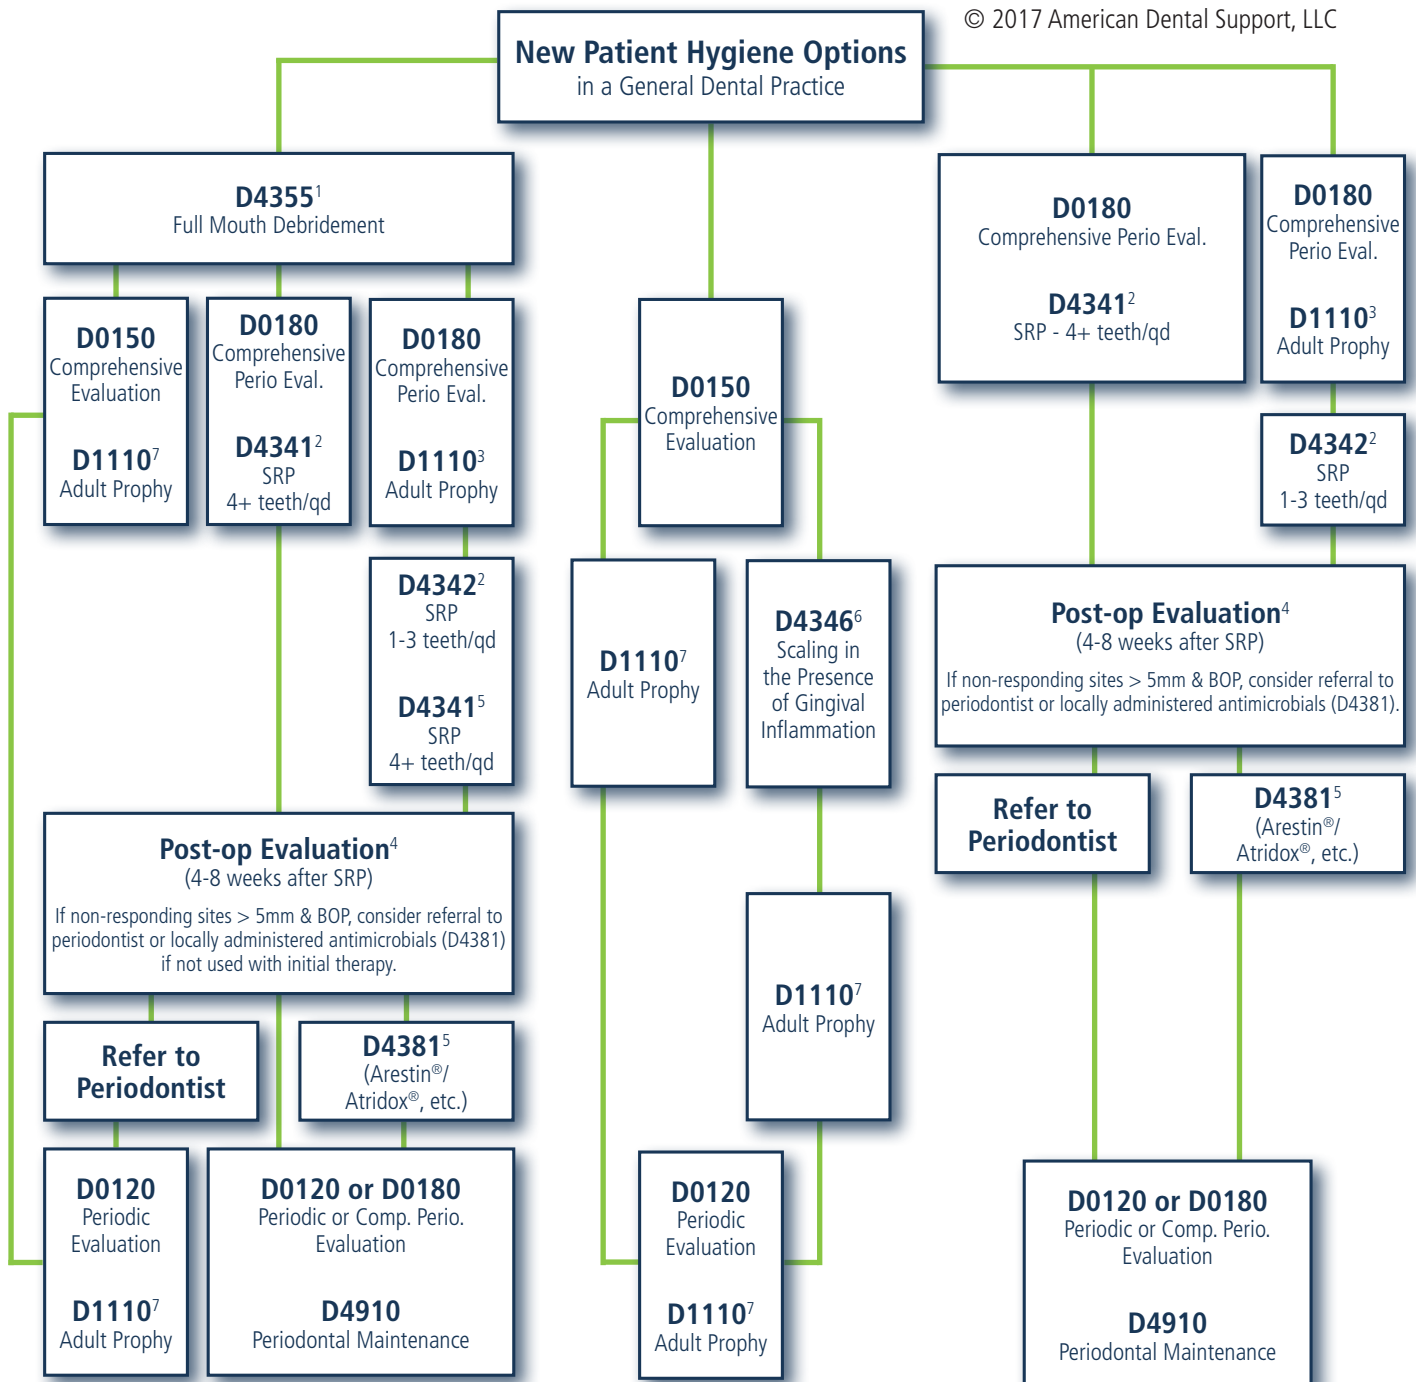 © 2017 American Dental Support, LLC
New Patient Hygiene Options
in a General Dental Practice
D4355¹
Full Mouth Debridement
D0150
Comprehensive
Evaluation
D1110⁷
Adult Prophy
D0180
Comprehensive
Perio Eval.
D4341²
SRP
4+ teeth/qd
D0180
Comprehensive
Perio Eval.
D1110³
Adult Prophy
D4342²
SRP
1-3 teeth/qd
D4341⁵
SRP
4+ teeth/qd
Post-op Evaluation⁴
(4-8 weeks after SRP)
If non-responding sites > 5mm & BOP, consider referral to
periodontist or locally administered antimicrobials (D4381)
if not used with initial therapy.
Refer to
Periodontist
D4381⁵
(Arestin®/
Atridox®, etc.)
D0120
Periodic
Evaluation
D1110⁷
Adult Prophy
D0120 or D0180
Periodic or Comp. Perio.
Evaluation
D4910
Periodontal Maintenance
D0150
Comprehensive
Evaluation
D1110⁷
Adult Prophy
D4346⁶
Scaling in
the Presence
of Gingival
Inflammation
D1110⁷
Adult Prophy
D0120
Periodic
Evaluation
D1110⁷
Adult Prophy
D0180
Comprehensive Perio Eval.
D4341²
SRP - 4+ teeth/qd
D0180
Comprehensive
Perio Eval.
D1110³
Adult Prophy
D4342²
SRP
1-3 teeth/qd
Post-op Evaluation⁴
(4-8 weeks after SRP)
If non-responding sites > 5mm & BOP, consider referral to
periodontist or locally administered antimicrobials (D4381).
Refer to
Periodontist
D4381⁵
(Arestin®/
Atridox®, etc.)
D0120 or D0180
Periodic or Comp. Perio.
Evaluation
D4910
Periodontal Maintenance